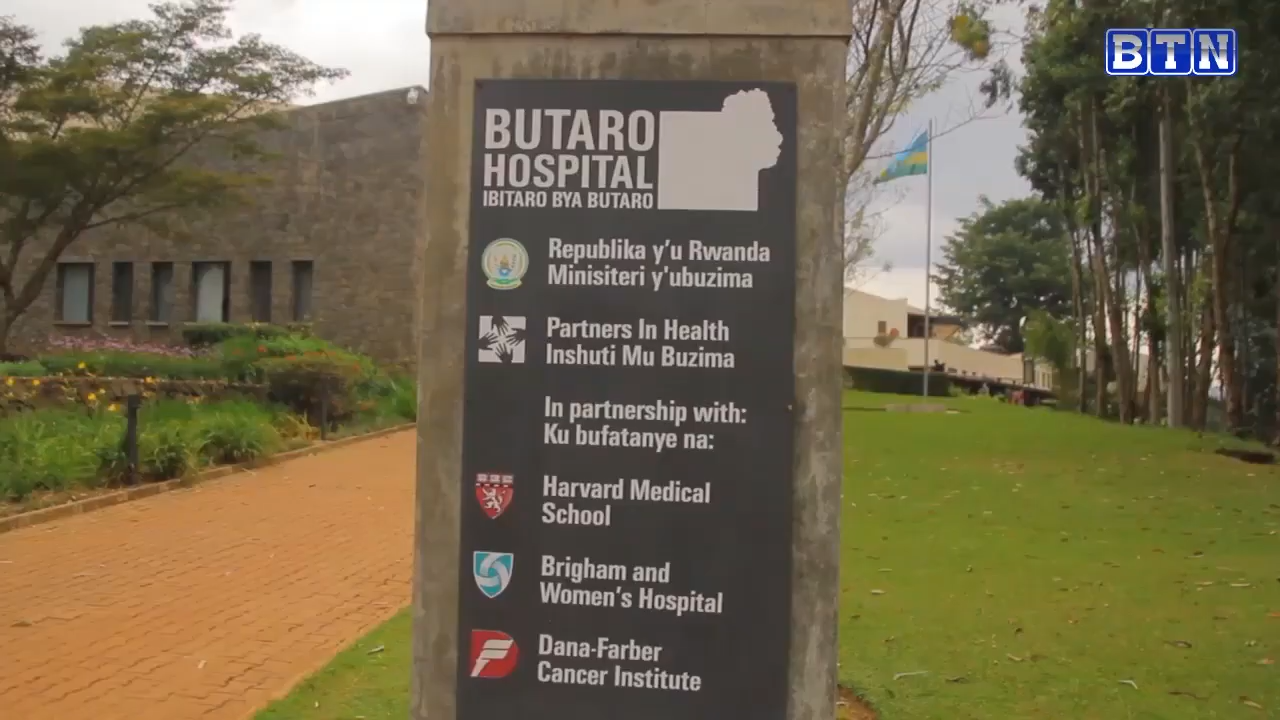 BTN
BUTARO
HOSPITAL
IBITARO BYA BUTARO
Republika y'u Rwanda
Minisiteri y'ubuzima
Partners In Health
Inshuti Mu Buzima
In partnership with:
Ku bufatanye na:
Harvard Medical
School
Brigham and
Women's Hospital
Dana-Farber
Cancer Institute